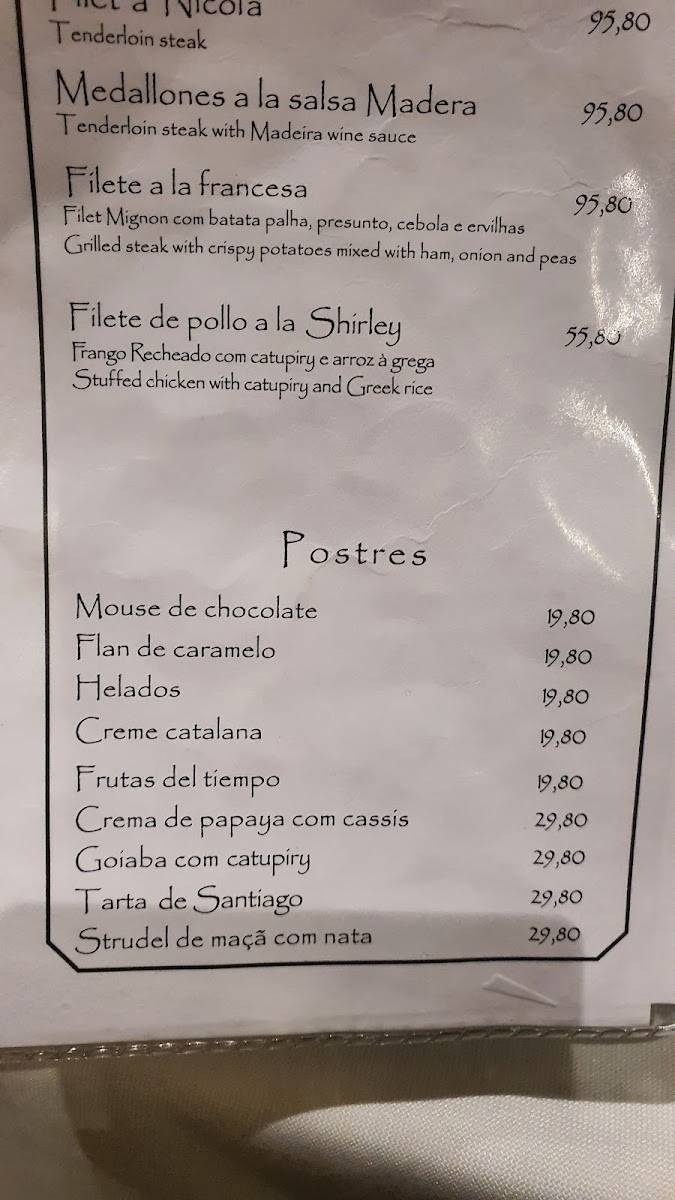 Filet a Nicola 95,80
Tenderloin steak
Medallones a la salsa Madera 95,80
Tenderloin steak with Madeira wine sauce
Filete a la francesa 95,80
Filet Mignon com batata palha, presunto, cebola e ervilhas
Grilled steak with crispy potatoes mixed with ham, onion and peas
Filete de pollo a la Shirley 55,80
Frango Recheado com catupiry e arroz à grega
Stuffed chicken with catupiry and Greek rice
Postres
Mouse de chocolate 19,80
Flan de caramelo 19,80
Helados 19,80
Creme catalana 19,80
Frutas del tiempo 19,80
Crema de papaya com cassis 29,80
Goiaba com catupiry 29,80
Tarta de Santiago 29,80
Strudel de maçã com nata 29,80